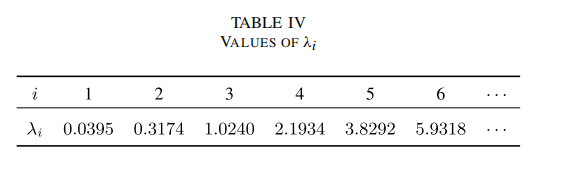 TABLE IV
VALUES OF λi
i 1 2 3 4 5 6 ···
λi 0.0395 0.3174 1.0240 2.1934 3.8292 5.9318 ···